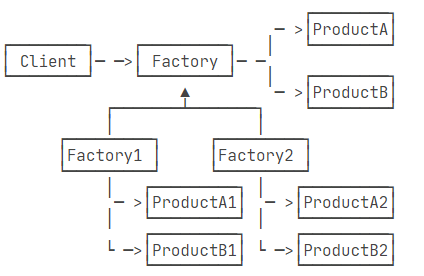 ProductA
Client Factory
ProductB
Factory1 Factory2
ProductA1 ProductA2
ProductB1 ProductB2